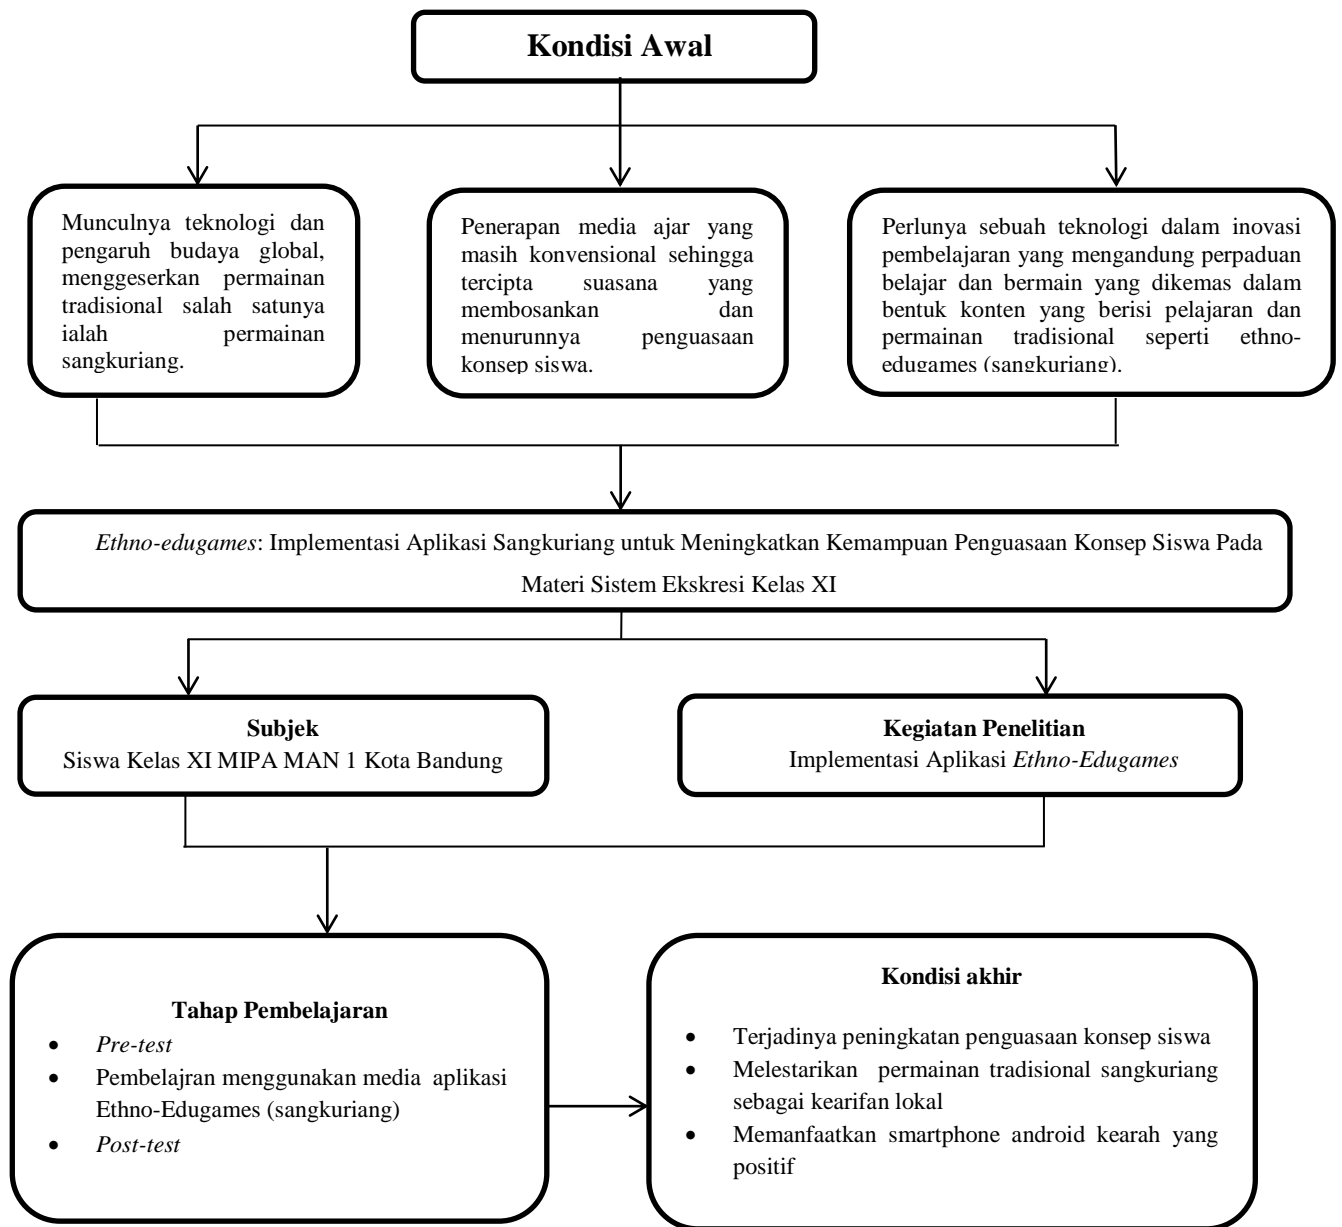 Kondisi Awal
Munculnya teknologi dan
pengaruh budaya global,
menggeserkan permainan
tradisional salah satunya
ialah permainan
sangkuriang.
Penerapan media ajar yang
masih konvensional sehingga
tercipta suasana yang
membosankan dan
menurunnya penguasaan
konsep siswa.
Perlunya sebuah teknologi dalam inovasi
pembelajaran yang mengandung perpaduan
belajar dan bermain yang dikemas dalam
bentuk konten yang berisi pelajaran dan
permainan tradisional seperti ethno-
edugames (sangkuriang).
Ethno-edugames: Implementasi Aplikasi Sangkuriang untuk Meningkatkan Kemampuan Penguasaan Konsep Siswa Pada
Materi Sistem Ekskresi Kelas XI
Subjek
Siswa Kelas XI MIPA MAN 1 Kota Bandung
Kegiatan Penelitian
Implementasi Aplikasi Ethno-Edugames
Tahap Pembelajaran
• Pre-test
• Pembelajran menggunakan media aplikasi
Ethno-Edugames (sangkuriang)
• Post-test
Kondisi akhir
• Terjadinya peningkatan penguasaan konsep siswa
• Melestarikan permainan tradisional sangkuriang
sebagai kearifan lokal
• Memanfaatkan smartphone android kearah yang
positif